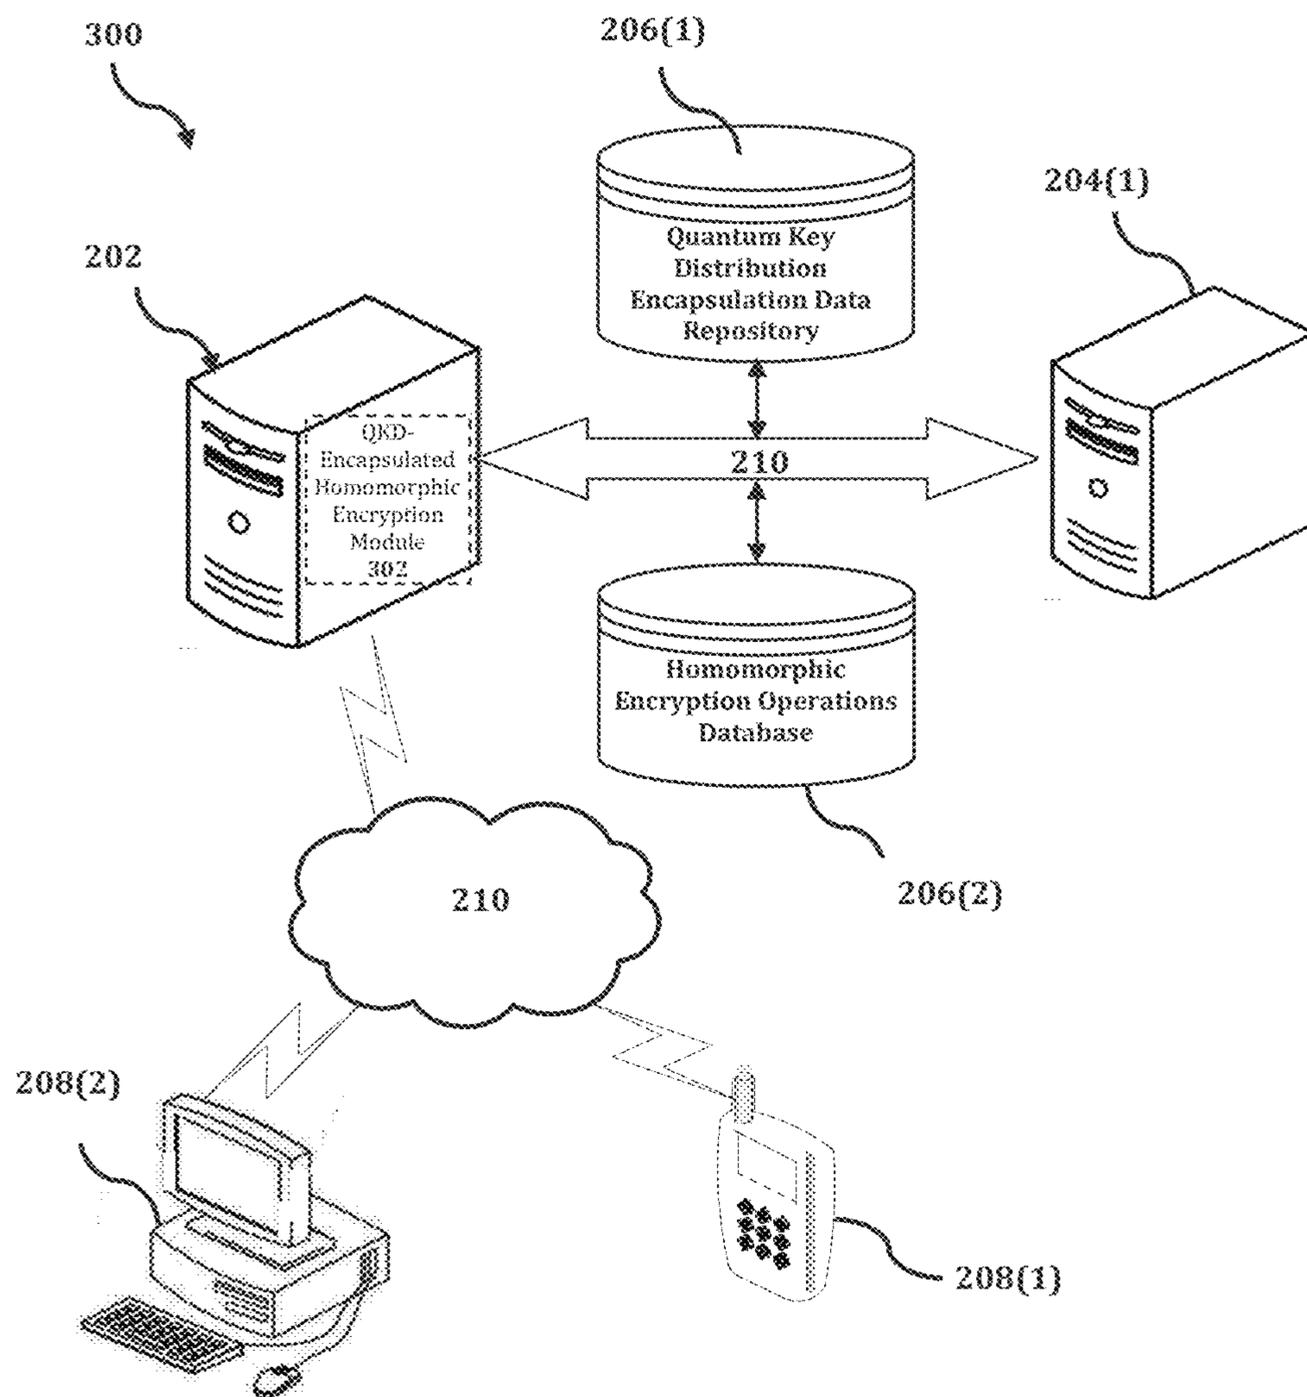 300
206(1)
204(1)
202
Quantum Key
Distribution
Encapsulation Data
Repository
QKD-
Encapsulated
Homomorphic
Encryption
Module
302
210
Homomorphic
Encryption Operations
Database
206(2)
210
208(2)
208(1)